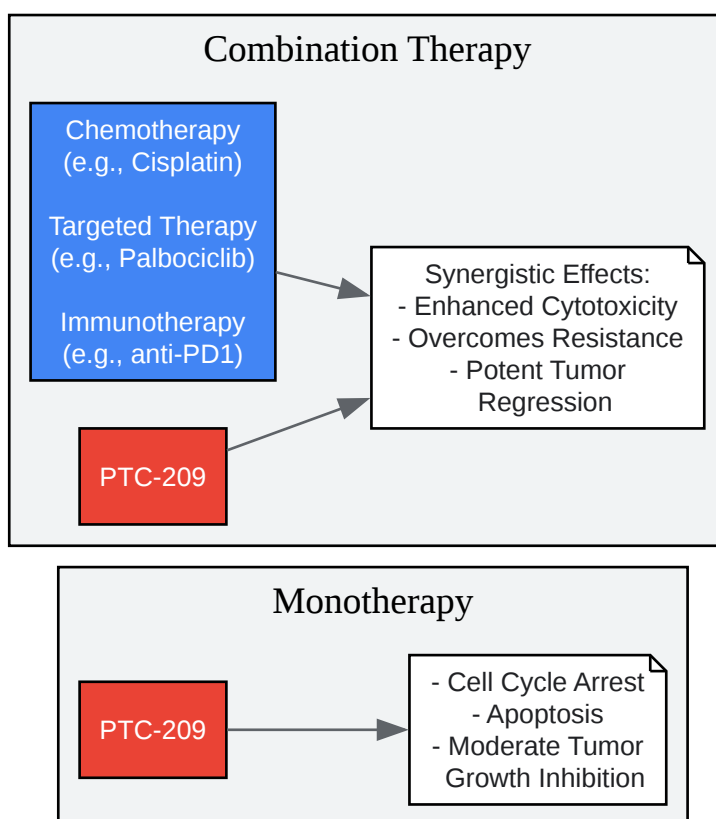 Combination Therapy
Chemotherapy
(e.g., Cisplatin)
Targeted Therapy
(e.g., Palbociclib)
Immunotherapy
(e.g., anti-PD1)
PTC-209
Synergistic Effects:
- Enhanced Cytotoxicity
- Overcomes Resistance
- Potent Tumor
Regression
Monotherapy
PTC-209
- Cell Cycle Arrest
- Apoptosis
- Moderate Tumor
Growth Inhibition